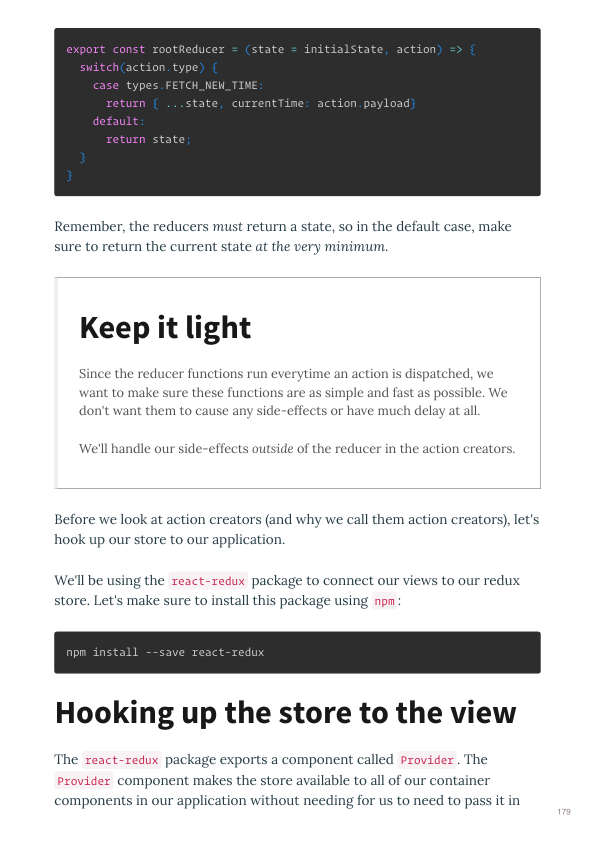 export const rootReducer = (state = initialState, action) => {
  switch(action.type) {
    case types.FETCH_NEW_TIME:
      return { ...state, currentTime: action.payload}
    default:
      return state;
  }
}
Remember, the reducers must return a state, so in the default case, make
sure to return the current state at the very minimum.
Keep it light
Since the reducer functions run everytime an action is dispatched, we
want to make sure these functions are as simple and fast as possible. We
don't want them to cause any side-effects or have much delay at all.
We'll handle our side-effects outside of the reducer in the action creators.
Before we look at action creators (and why we call them action creators), let's
hook up our store to our application.
We'll be using the react-redux package to connect our views to our redux
store. Let's make sure to install this package using npm:
npm install --save react-redux
Hooking up the store to the view
The react-redux package exports a component called Provider. The
Provider component makes the store available to all of our container
components in our application without needing for us to need to pass it in
179